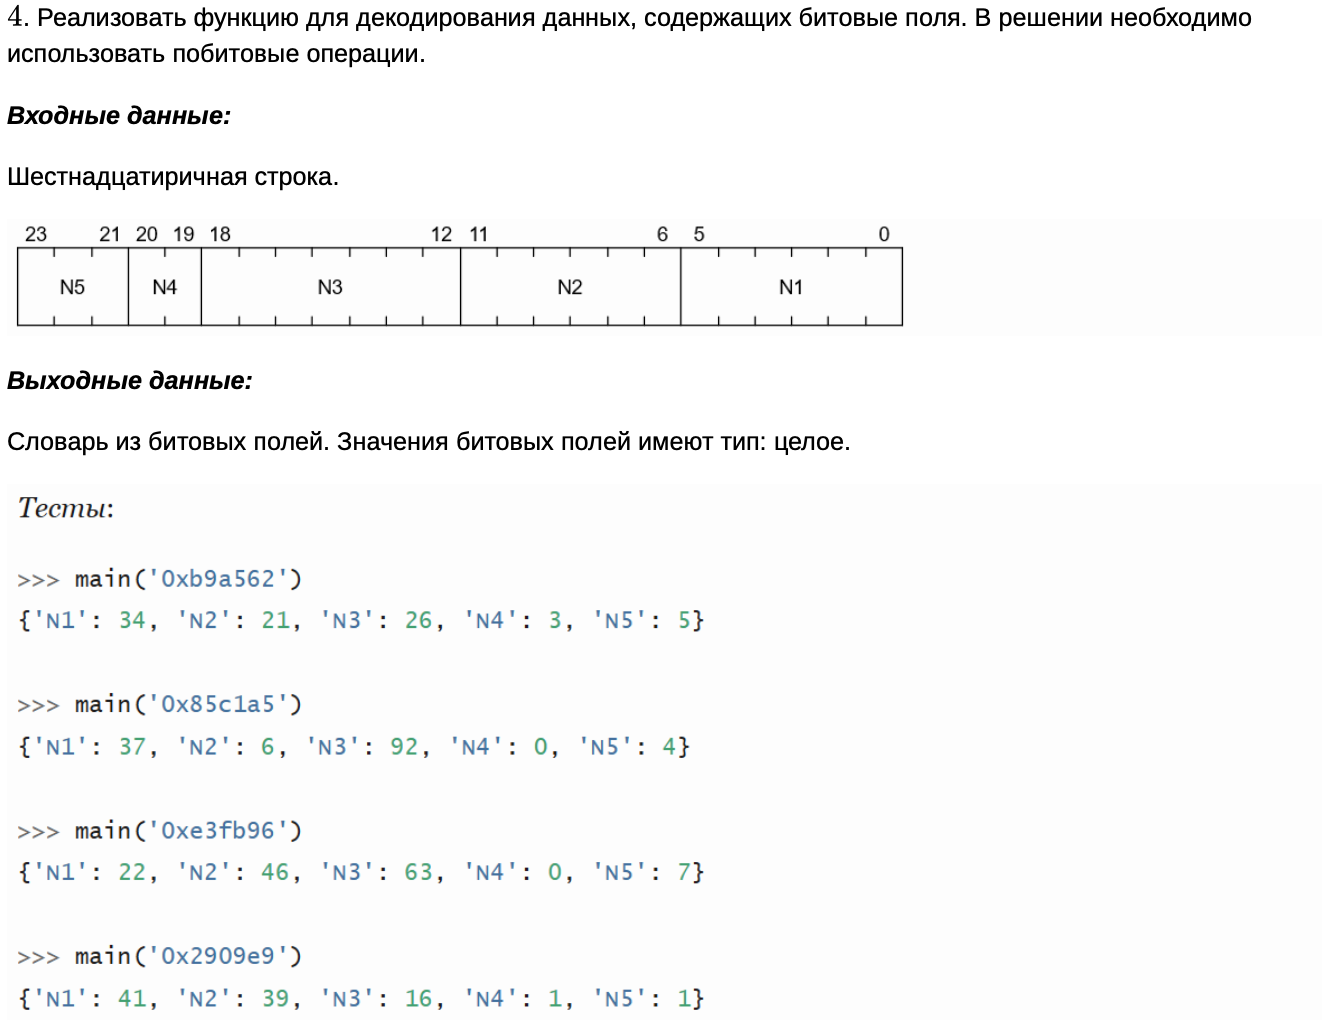 4. Реализовать функцию для декодирования данных, содержащих битовые поля. В решении необходимо
использовать побитовые операции.
Входные данные:
Шестнадцатиричная строка.
23 21 20 19 18 12 11 6 5 0
N5 N4 N3 N2 N1
Выходные данные:
Словарь из битовых полей. Значения битовых полей имеют тип: целое.
Тесты:
>>> main('0xb9a562')
{'N1': 34, 'N2': 21, 'N3': 26, 'N4': 3, 'N5': 5}
>>> main('0x85c1a5')
{'N1': 37, 'N2': 6, 'N3': 92, 'N4': 0, 'N5': 4}
>>> main('0xe3fb96')
{'N1': 22, 'N2': 46, 'N3': 63, 'N4': 0, 'N5': 7}
>>> main('0x2909e9')
{'N1': 41, 'N2': 39, 'N3': 16, 'N4': 1, 'N5': 1}